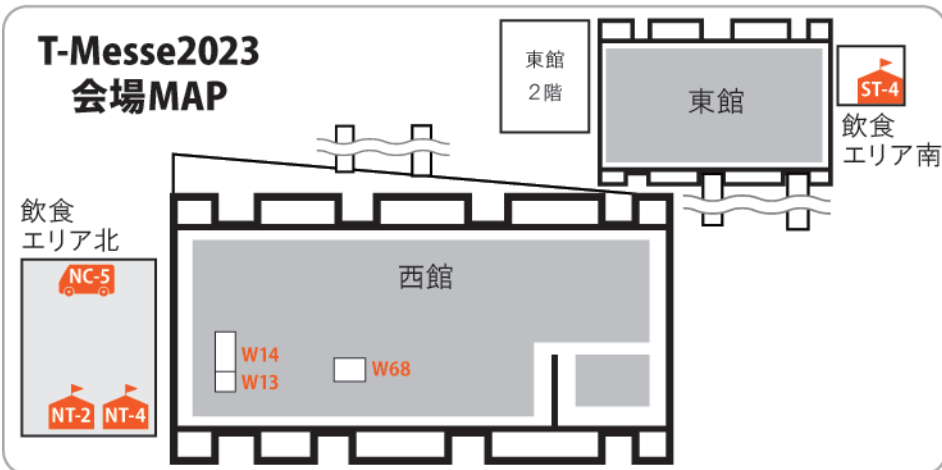 T-Messe2023
会場MAP
東館
2階
東館
ST-4
飲食
エリア南
飲食
エリア北
NC-5
NT-2
NT-4
西館
W14
W13
W68